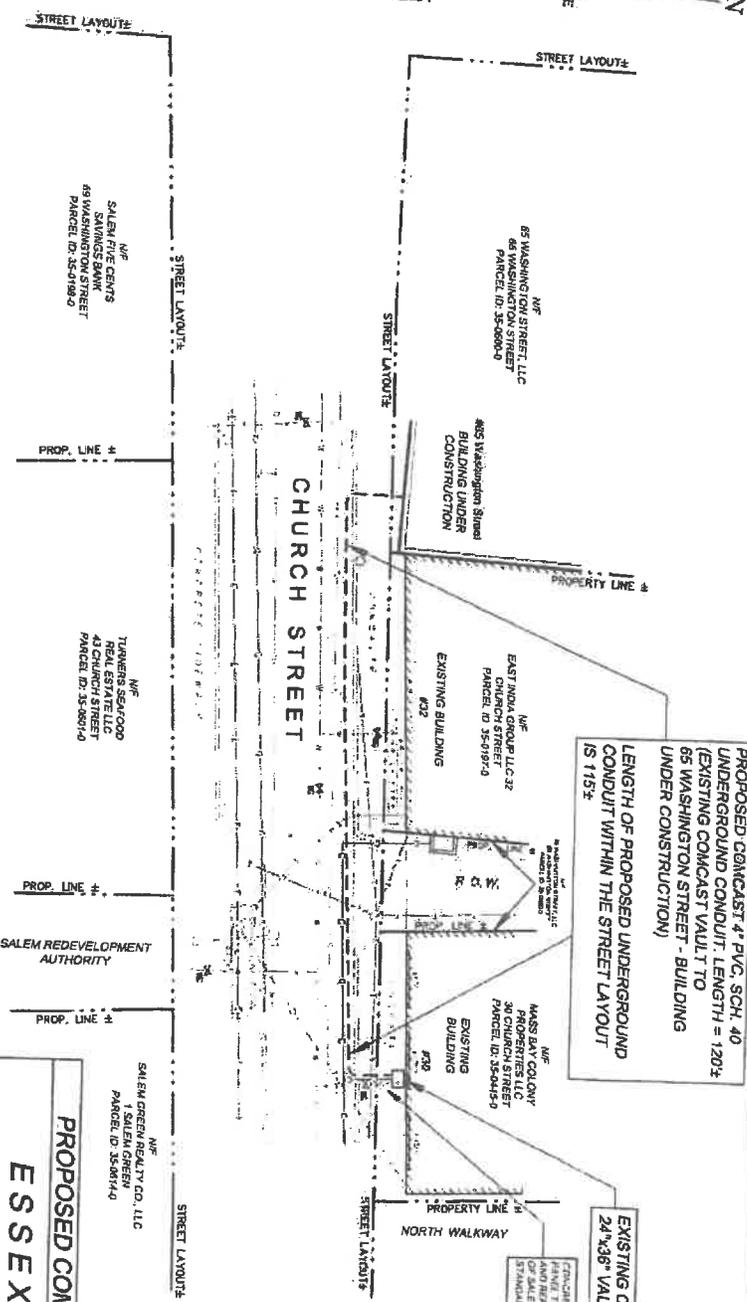 N
STREET LAYOUT±
STREET LAYOUT±
N/F
65 WASHINGTON STREET, LLC
65 WASHINGTON STREET
PARCEL ID: 35-0600-0
N/F
SALEM FIVE CENTS
SAVINGS BANK
69 WASHINGTON STREET
PARCEL ID: 35-0198-0
STREET LAYOUT±
STREET LAYOUT±
#65 Washington Street
BUILDING UNDER
CONSTRUCTION
PROP. LINE ±
PROPERTY LINE ±
CHURCH STREET
CONCRETE SIDEWALK
N/F
EAST INDIA GROUP LLC 32
CHURCH STREET
PARCEL ID 35-0197-0
EXISTING BUILDING
#32
PROPOSED COMCAST 4" PVC, SCH. 40
UNDERGROUND CONDUIT. LENGTH = 120'±
(EXISTING COMCAST VAULT TO
65 WASHINGTON STREET - BUILDING
UNDER CONSTRUCTION)
LENGTH OF PROPOSED UNDERGROUND
CONDUIT WITHIN THE STREET LAYOUT
IS 115'±
N/F
TURNERS SEAFOOD
REAL ESTATE LLC
43 CHURCH STREET
PARCEL ID: 35-0601-0
R.O.W.
PROP. LINE ±
PROP. LINE ±
SALEM REDEVELOPMENT
AUTHORITY
PROP. LINE ±
N/F
MASS BAY COLONY
PROPERTIES LLC
30 CHURCH STREET
PARCEL ID: 35-0445-0
EXISTING
BUILDING
#30
EXISTING
24"x36"
PROPERTY LINE ±
NORTH WALKWAY
STREET LAYOUT±
N/F
SALEM GREEN REALTY CO., LLC
1 SALEM GREEN
PARCEL ID: 35-0614-0
STREET LAYOUT±
PROPOSED
ESSEX